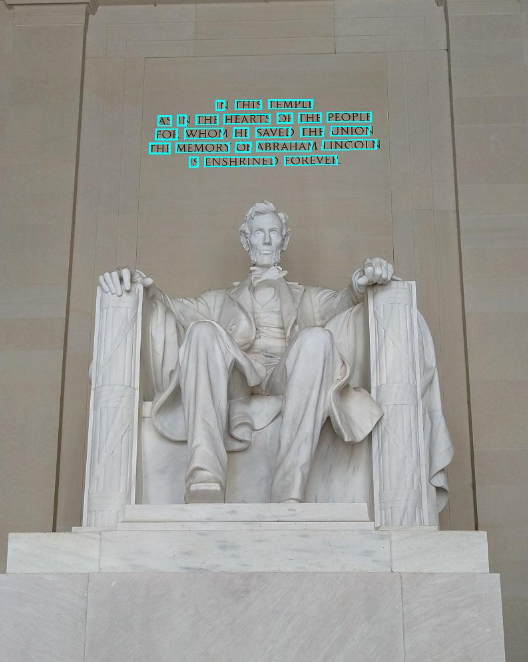 IN THIS TEMPLE
AS IN THE HEARTS OF THE PEOPLE
FOR WHOM HE SAVED THE UNION
THE MEMORY OF ABRAHAM LINCOLN
IS ENSHRINED FOREVER